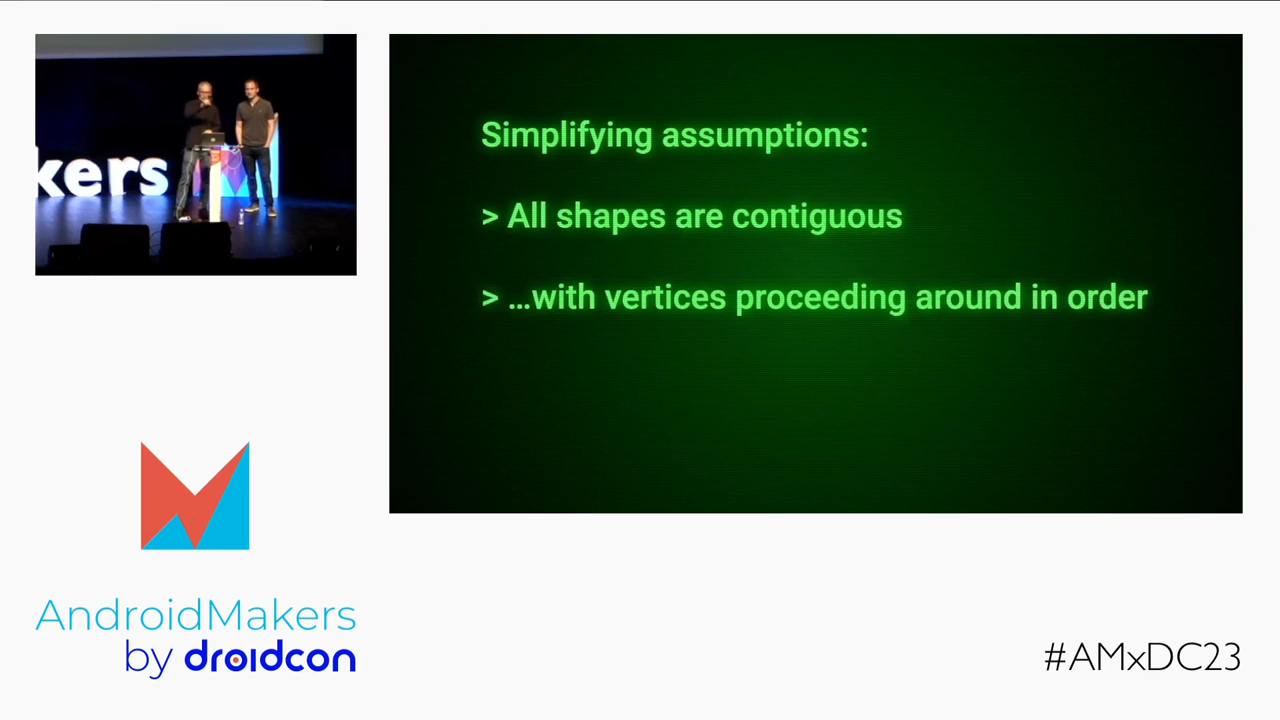 kers
Simplifying assumptions:
> All shapes are contiguous
> …with vertices proceeding around in order
AndroidMakers
by droidcon
#AMxDC23